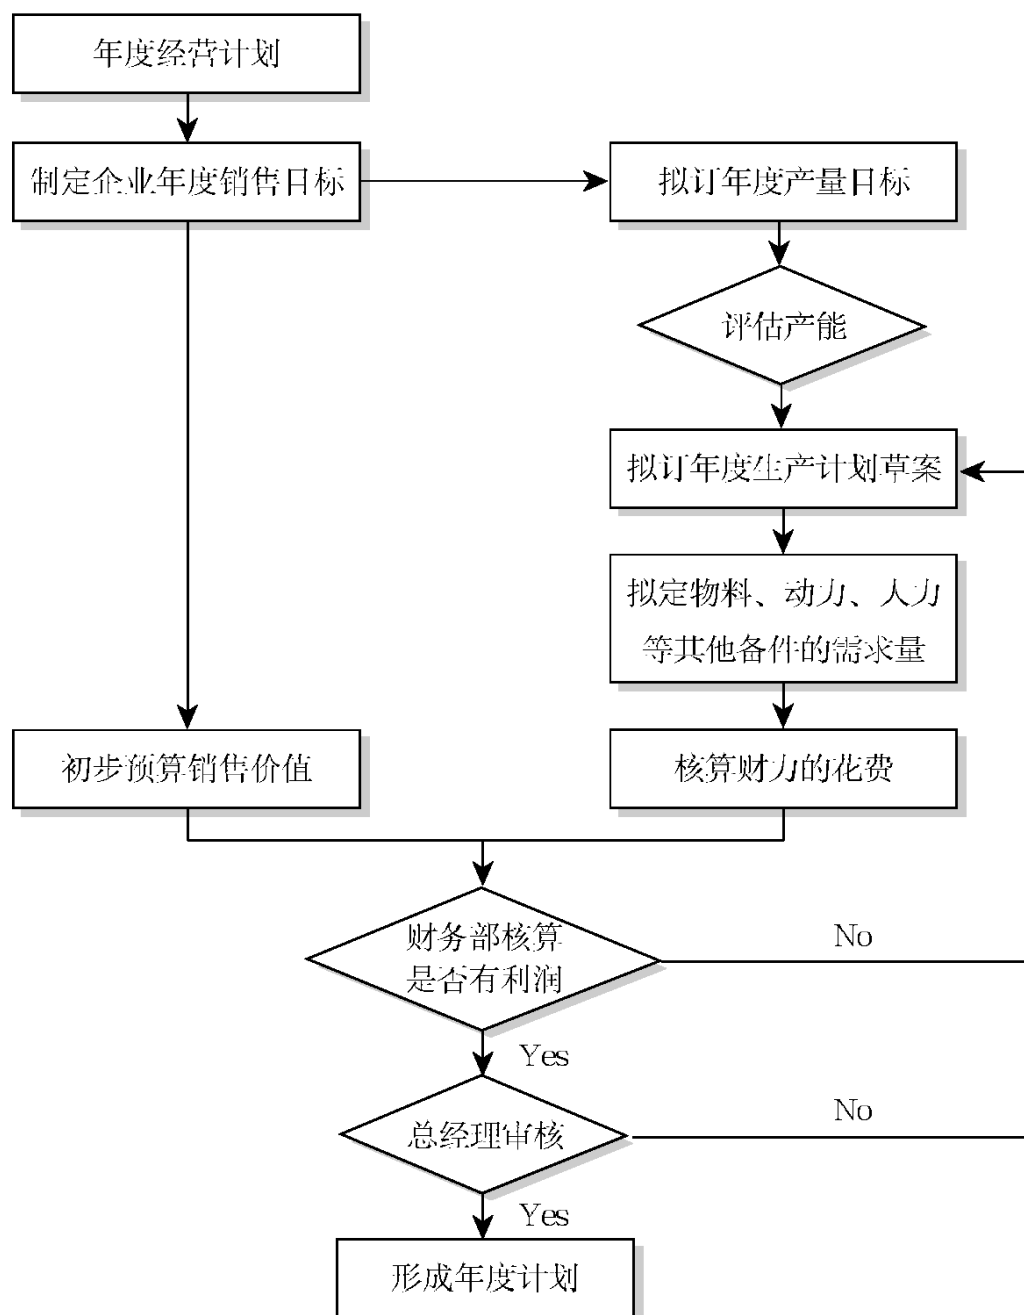 年度经营计划
制定企业年度销售目标
拟订年度产量目标
评估产能
拟订年度生产计划草案
拟定物料、动力、人力
等其他备件的需求量
初步预算销售价值
核算财力的花费
财务部核算
是否有利润
No
Yes
总经理审核
No
Yes
形成年度计划